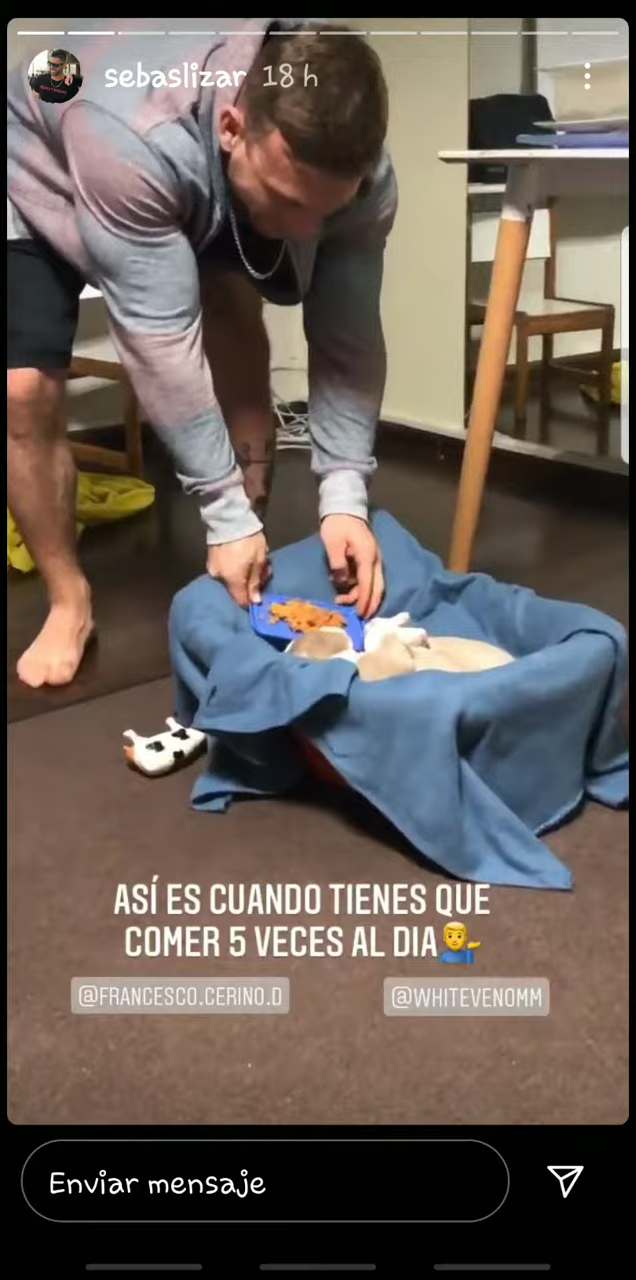 sebaslizar 18 h
ASÍ ES CUANDO TIENES QUE
COMER 5 VECES AL DIA💁‍♂️
@FRANCESCO.CERINO.D @WHITEVENOMM
Enviar mensaje